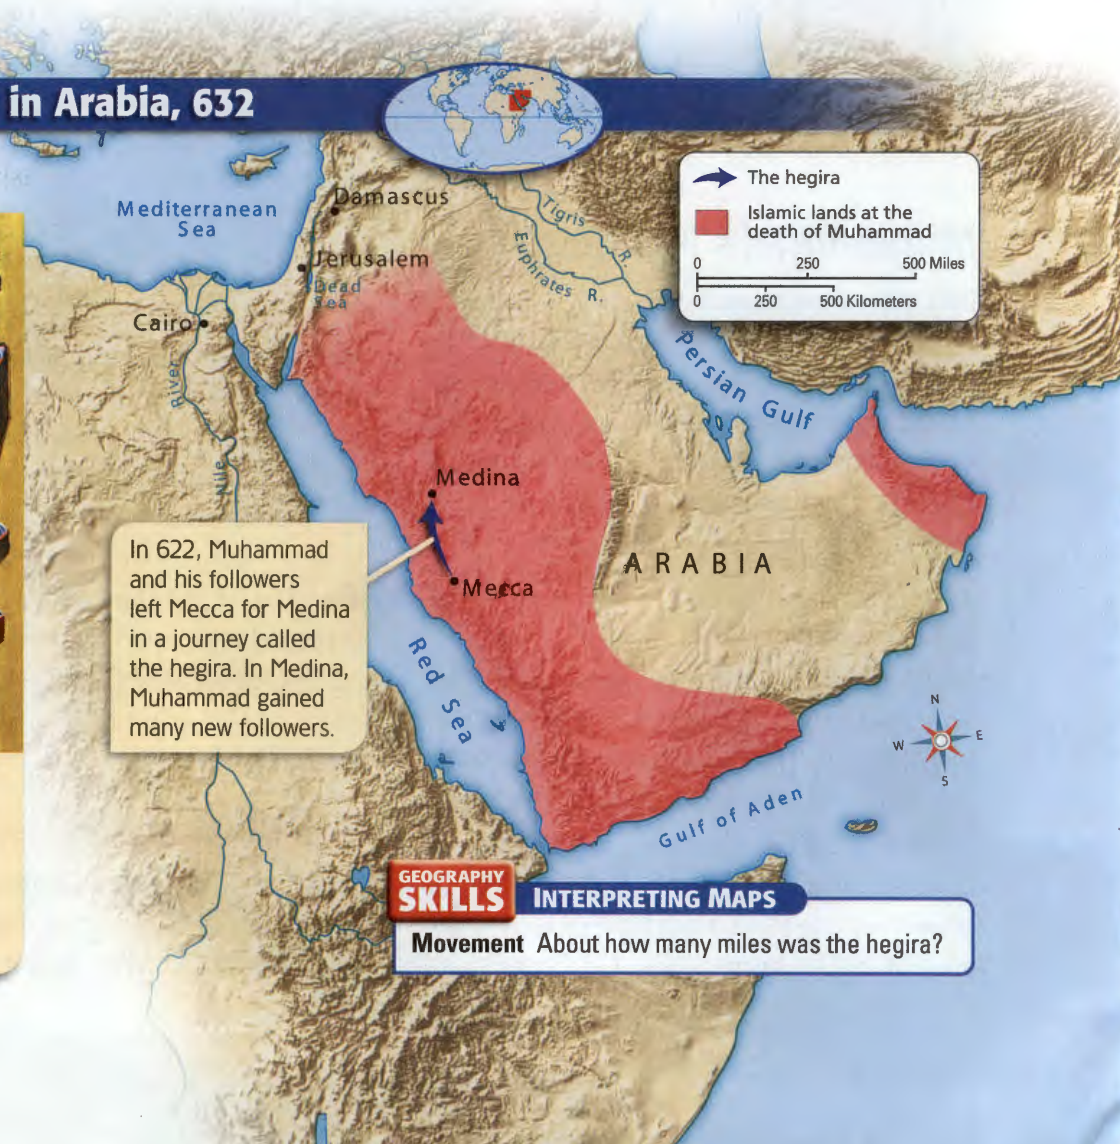 in Arabia, 632
The hegira
Islamic lands at the
death of Muhammad
0 250 500 Miles
0 250 500 Kilometers
Mediterranean
Sea
Damascus
Tigris R.
Euphrates R.
Jerusalem
Dead
Sea
Cairo
Nile River
Persian Gulf
Medina
Mecca
ARABIA
In 622, Muhammad
and his followers
left Mecca for Medina
in a journey called
the hegira. In Medina,
Muhammad gained
many new followers.
Red Sea
N
W E
S
Gulf of Aden
GEOGRAPHY
SKILLS INTERPRETING MAPS
Movement About how many miles was the hegira?